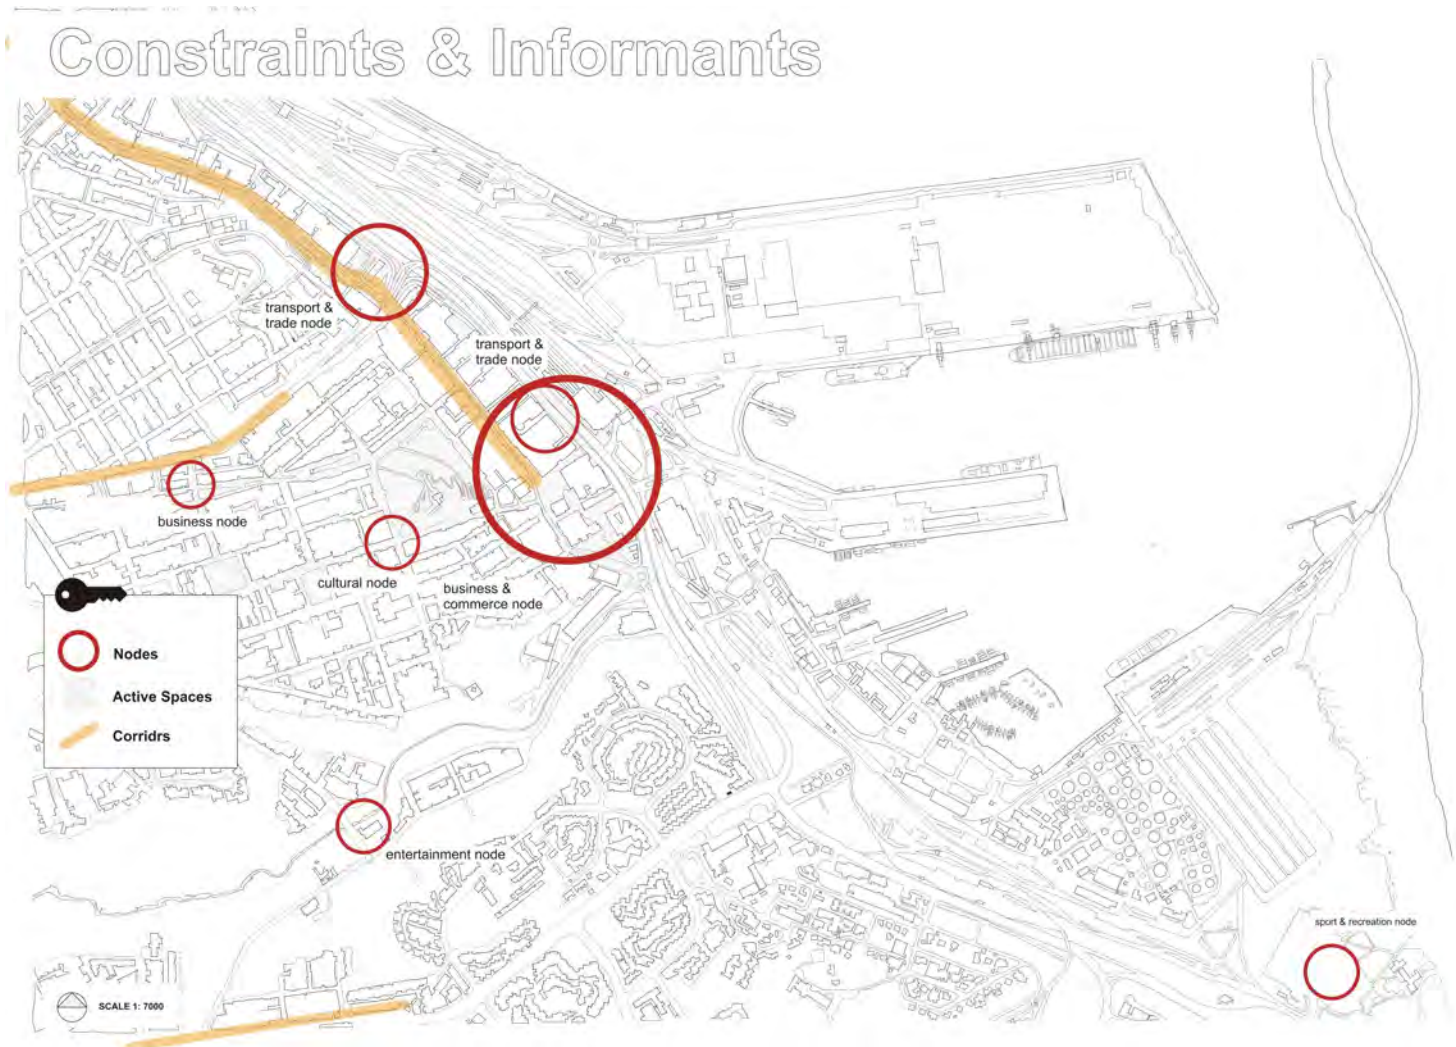 Constraints & Informants
transport &
trade node
transport &
trade node
business node
cultural node
business &
commerce node
Nodes
Active Spaces
Corridrs
entertainment node
sport & recreation node
SCALE 1: 7000